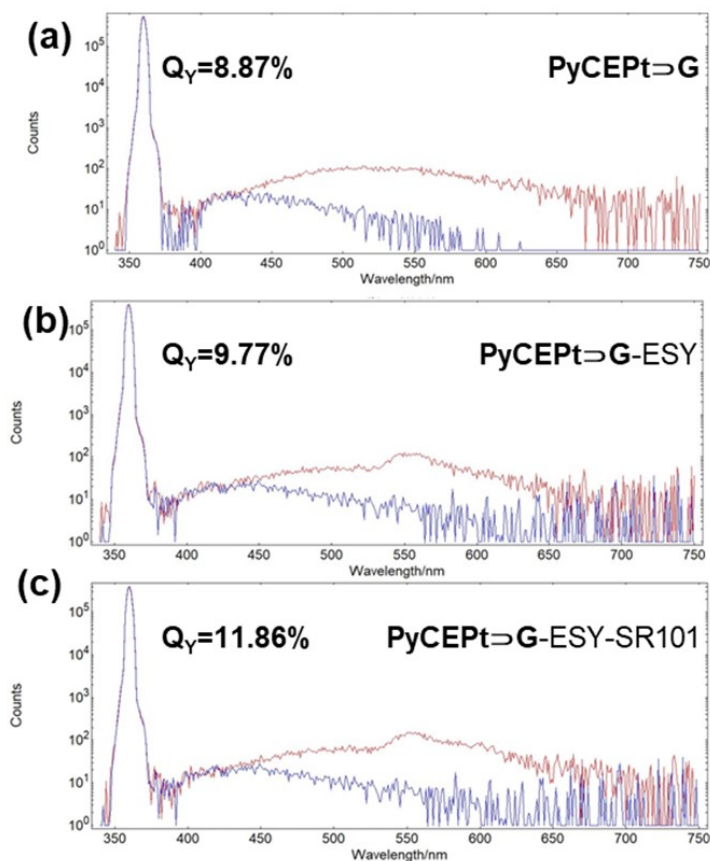 (a)
Q_Y=8.87%
PyCEPt⊃G
Counts
10^5
10^4
10^3
10^2
10^1
10^0
350 400 450 500 550 600 650 700 750
Wavelength/nm
(b)
Q_Y=9.77%
PyCEPt⊃G-ESY
Counts
10^5
10^4
10^3
10^2
10^1
10^0
350 400 450 500 550 600 650 700 750
Wavelength/nm
(c)
Q_Y=11.86%
PyCEPt⊃G-ESY-SR101
Counts
10^5
10^4
10^3
10^2
10^1
10^0
350 400 450 500 550 600 650 700 750
Wavelength/nm